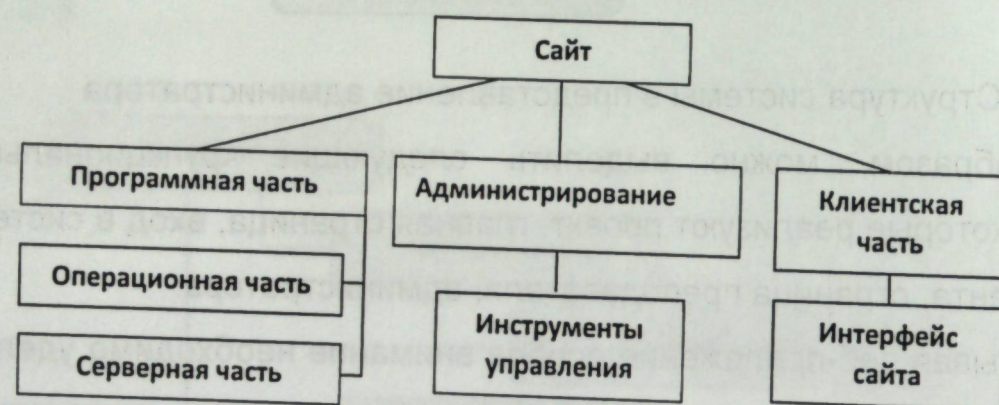 Сайт
Программная часть
Операционная часть
Серверная часть
Администрирование
Инструменты
управления
Клиентская
часть
Интерфейс
сайта